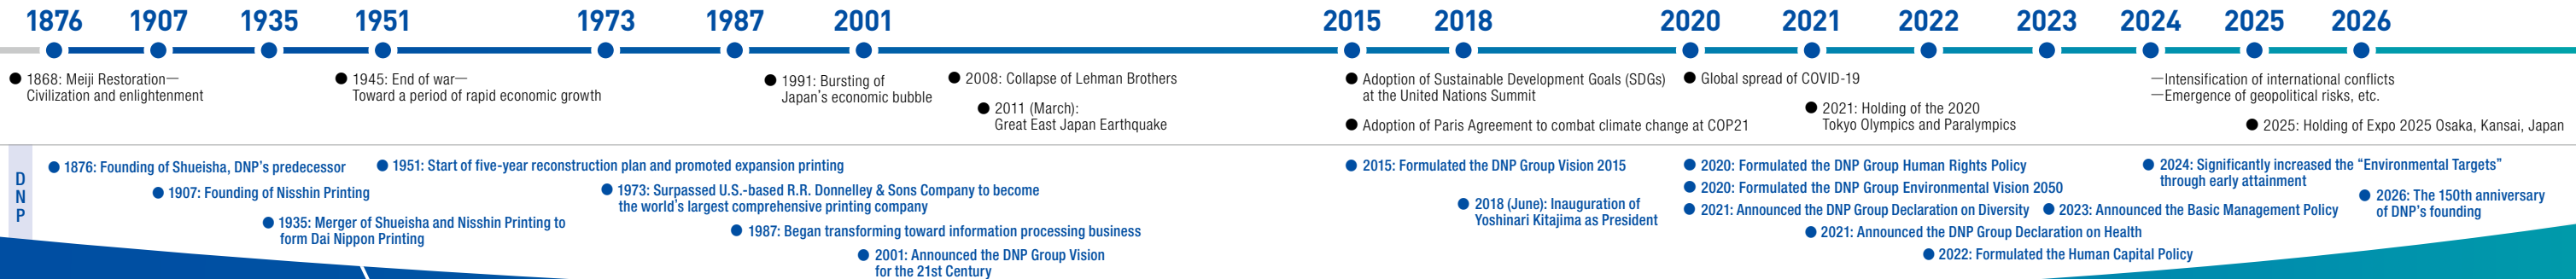 1876 1907 1935 1951 1973 1987 2001 2015 2018 2020 2021 2022 2023 2024 2025 2026
1868: Meiji Restoration—
Civilization and enlightenment
1945: End of war—
Toward a period of rapid economic growth
1991: Bursting of
Japan's economic bubble
2008: Collapse of Lehman Brothers
2011 (March):
Great East Japan Earthquake
Adoption of Sustainable Development Goals (SDGs)
at the United Nations Summit
Adoption of Paris Agreement to combat climate change at COP21
Global spread of COVID-19
2021: Holding of the 2020
Tokyo Olympics and Paralympics
—Intensification of international conflicts
—Emergence of geopolitical risks, etc.
2025: Holding of Expo 2025 Osaka, Kansai, Japan
DNP
1876: Founding of Shueisha, DNP's predecessor
1907: Founding of Nisshin Printing
1935: Merger of Shueisha and Nisshin Printing to
form Dai Nippon Printing
1951: Start of five-year reconstruction plan and promoted expansion printing
1973: Surpassed U.S.-based R.R. Donnelley & Sons Company to become
the world's largest comprehensive printing company
1987: Began transforming toward information processing business
2001: Announced the DNP Group Vision
for the 21st Century
2015: Formulated the DNP Group Vision 2015
2018 (June): Inauguration of
Yoshinari Kitajima as President
2020: Formulated the DNP Group Human Rights Policy
2020: Formulated the DNP Group Environmental Vision 2050
2021: Announced the DNP Group Declaration on Diversity
2021: Announced the DNP Group Declaration on Health
2022: Formulated the Human Capital Policy
2023: Announced the Basic Management Policy
2024: Significantly increased the “Environmental Targets”
through early attainment
2026: The 150th anniversary
of DNP's founding